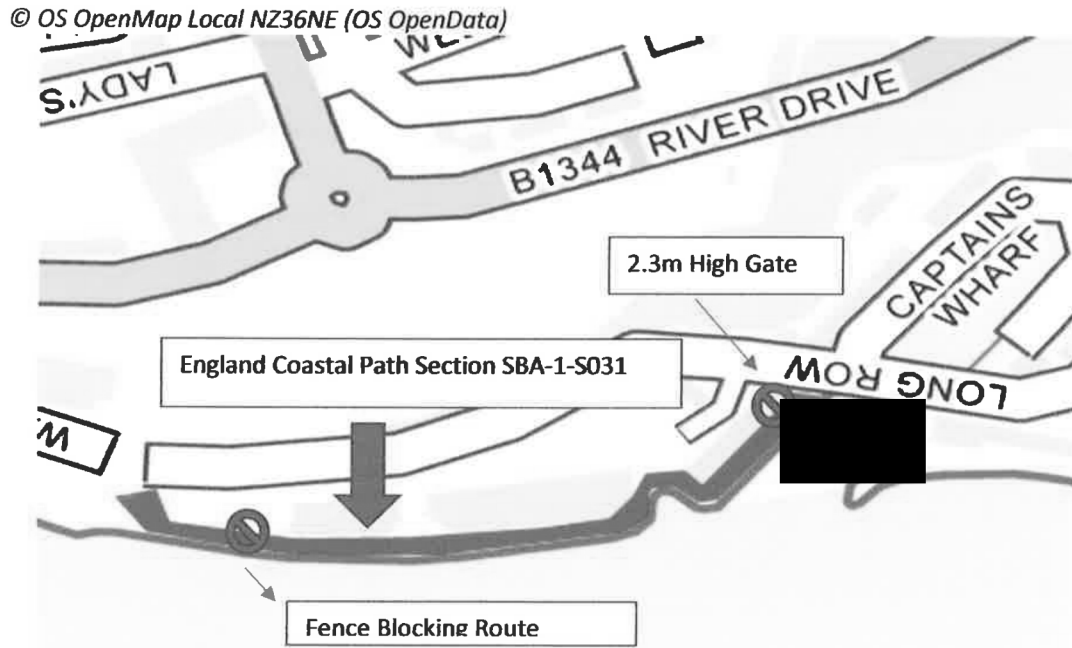 © OS OpenMap Local NZ36NE (OS OpenData)
LADY'S
B1344 RIVER DRIVE
2.3m High Gate
CAPTAINS
WHARF
England Coastal Path Section SBA-1-S031
LONG ROW
Fence Blocking Route